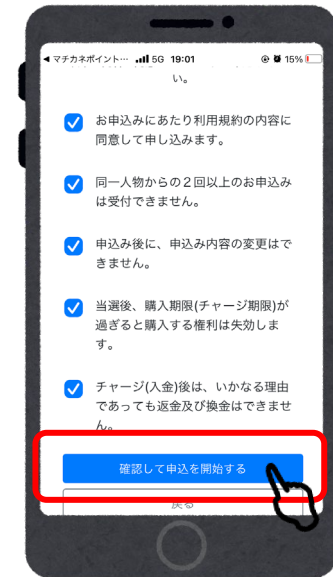 マチカネポイント… 5G 19:01 15%
い。
お申込みにあたり利用規約の内容に
同意して申し込みます。
同一人物からの２回以上のお申込み
は受付できません。
申込み後に、申込み内容の変更はで
きません。
当選後、購入期限(チャージ期限)が
過ぎると購入する権利は失効しま
す。
チャージ(入金)後は、いかなる理由
であっても返金及び換金はできませ
ん。
確認して申込を開始する
戻る